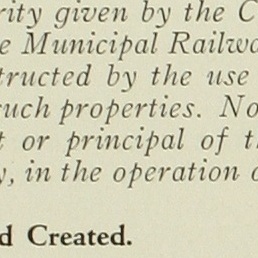 rity given by the C
e Municipal Railwa
tructed by the use
such properties. No
t or principal of t
y, in the operation o
d Created.